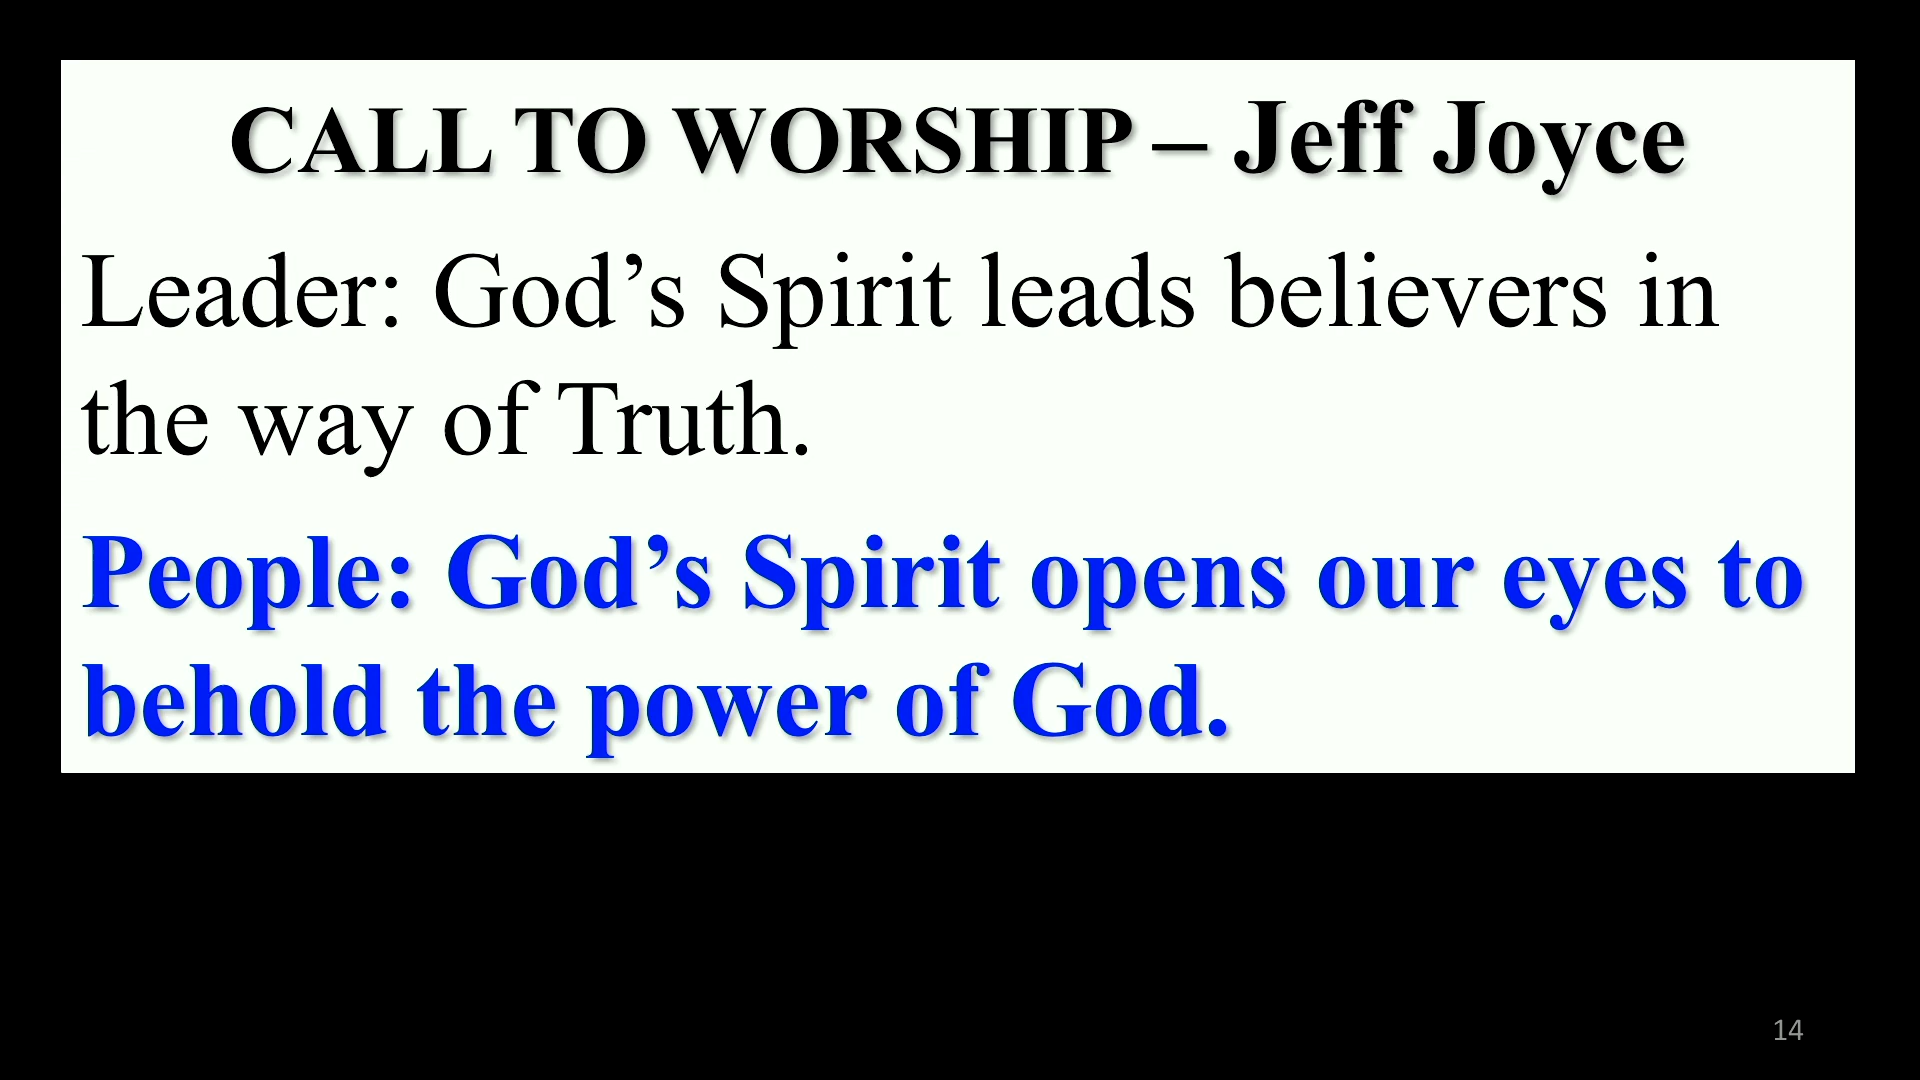 CALL TO WORSHIP – Jeff Joyce
Leader: God’s Spirit leads believers in
the way of Truth.
People: God’s Spirit opens our eyes to
behold the power of God.
14